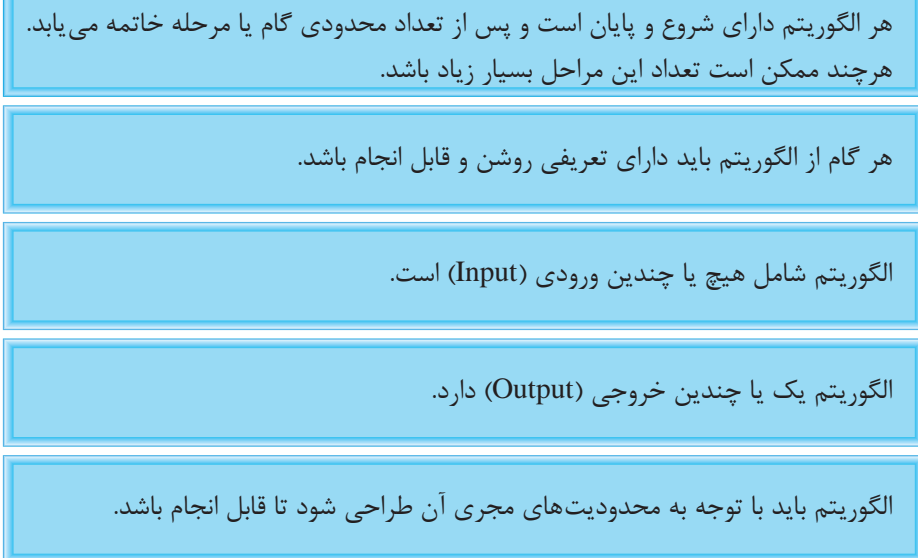 هر الگوریتم دارای شروع و پایان است و پس از تعداد محدودی گام یا مرحله خاتمه می‌یابد.
هرچند ممکن است تعداد این مراحل بسیار زیاد باشد.
هر گام از الگوریتم باید دارای تعریفی روشن و قابل انجام باشد.
الگوریتم شامل هیچ یا چندین ورودی (Input) است.
الگوریتم یک یا چندین خروجی (Output) دارد.
الگوریتم باید با توجه به محدودیت‌های مجری آن طراحی شود تا قابل انجام باشد.